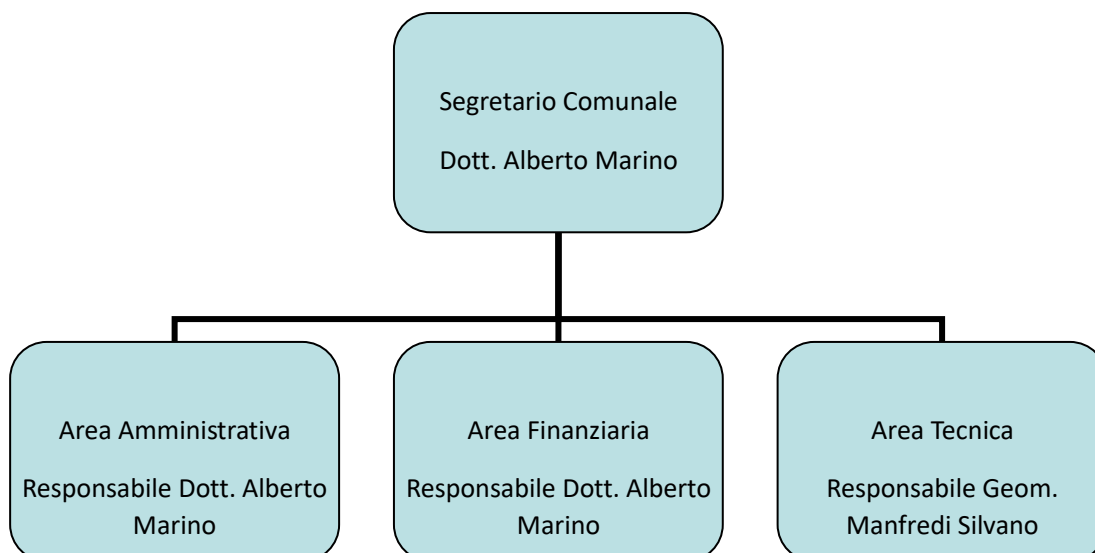 Segretario Comunale
Dott. Alberto Marino
Area Amministrativa
Responsabile Dott. Alberto
Marino
Area Finanziaria
Responsabile Dott. Alberto
Marino
Area Tecnica
Responsabile Geom.
Manfredi Silvano